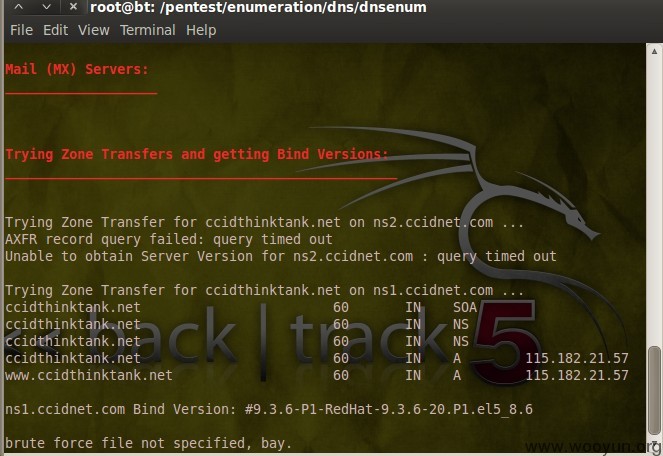 root@bt: /pentest/enumeration/dns/dnsenum
File Edit View Terminal Help
Mail (MX) Servers:
Trying Zone Transfers and getting Bind Versions:
Trying Zone Transfer for ccidthinktank.net on ns2.ccidnet.com ...
AXFR record query failed: query timed out
Unable to obtain Server Version for ns2.ccidnet.com : query timed out
Trying Zone Transfer for ccidthinktank.net on ns1.ccidnet.com ...
ccidthinktank.net 60 IN SOA
ccidthinktank.net 60 IN NS
ccidthinktank.net 60 IN NS
ccidthinktank.net 60 IN A 115.182.21.57
www.ccidthinktank.net 60 IN A 115.182.21.57
<< back | track 5
ns1.ccidnet.com Bind Version: #9.3.6-P1-RedHat-9.3.6-20.P1.el5_8.6
brute force file not specified, bay.
www.wooyun.org